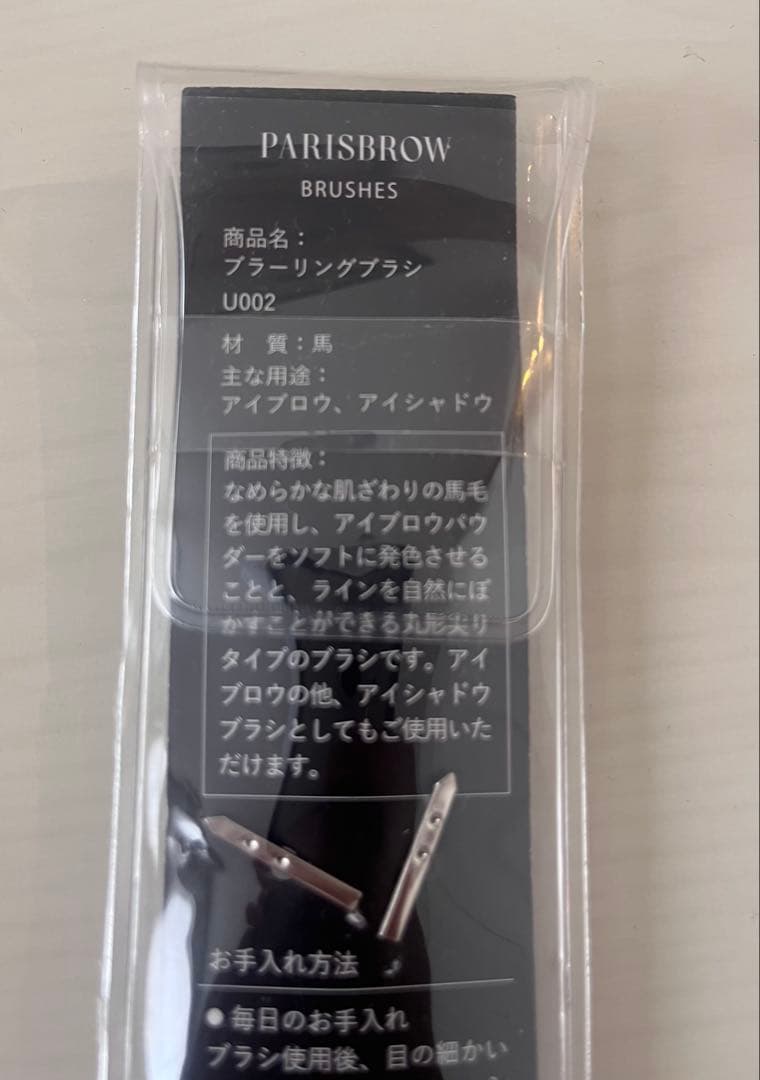 PARISBROW
BRUSHES
商品名：
ブラーリングブラシ
U002
材　質：馬
主な用途：
アイブロウ、アイシャドウ
商品特徴：
なめらかな肌ざわりの馬毛
を使用し、アイブロウパウ
ダーをソフトに発色させる
ことと、ラインを自然にぼ
かすことができる丸形尖り
タイプのブラシです。アイ
ブロウの他、アイシャドウ
ブラシとしてもご使用いた
だけます。
お手入れ方法
●毎日のお手入れ
ブラシ使用後、目の細かい